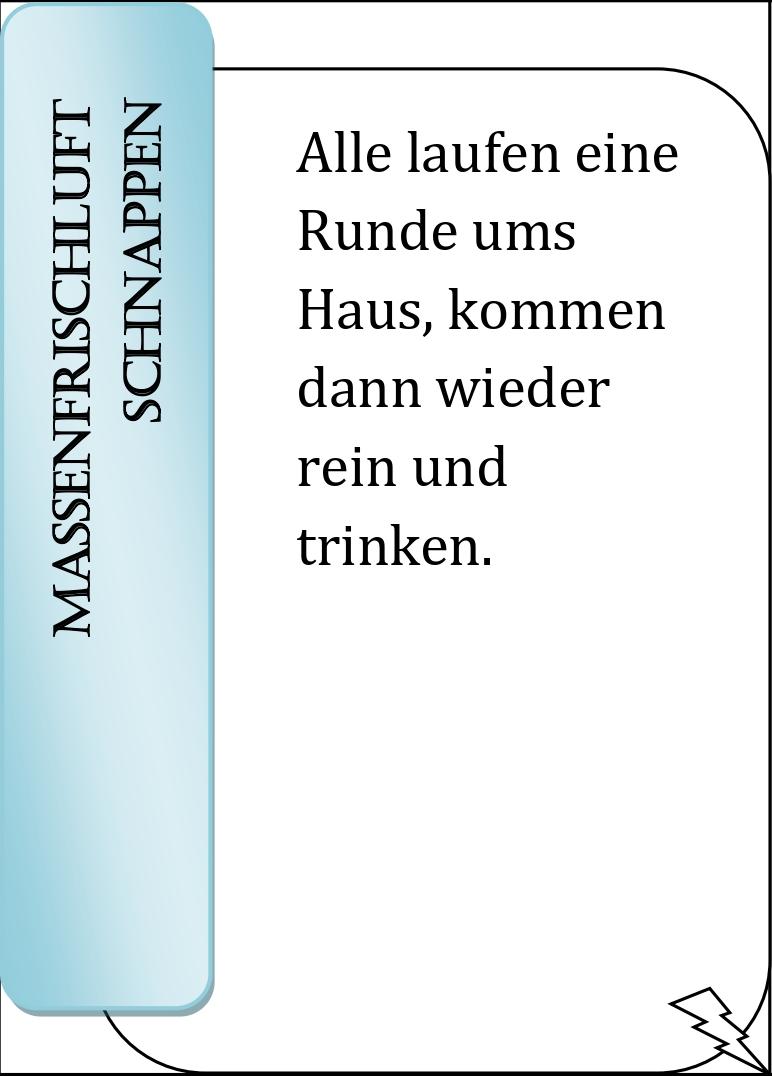 MASSENFRISCHLUFT
SCHNAPPEN
Alle laufen eine
Runde ums
Haus, kommen
dann wieder
rein und
trinken.